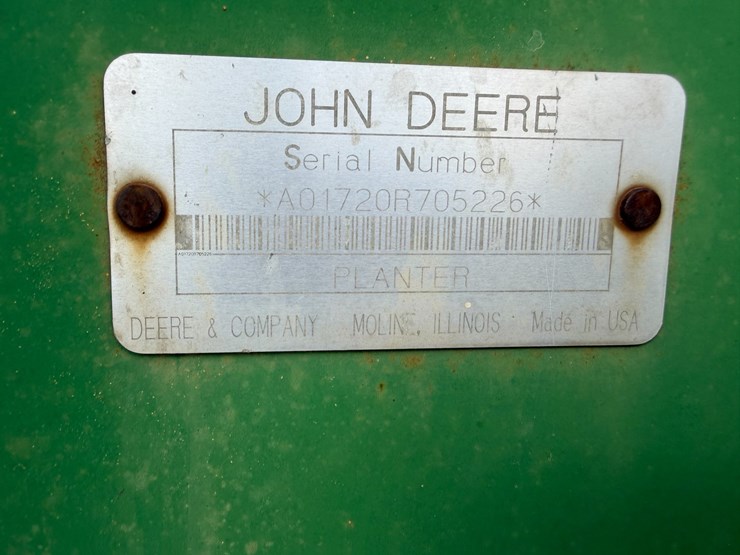 JOHN DEERE
Serial Number
*A01720R705226*
PLANTER
DEERE & COMPANY MOLINE, ILLINOIS Made in USA